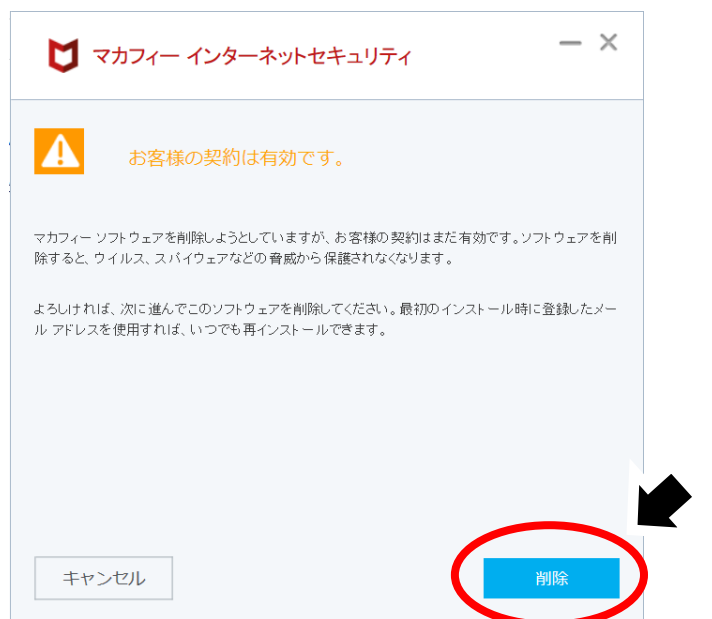 マカフィー インターネットセキュリティ
お客様の契約は有効です。
マカフィー ソフトウェアを削除しようとしていますが、お客様の契約はまだ有効です。ソフトウェアを削
除すると、ウイルス、スパイウェアなどの脅威から保護されなくなります。
よろしければ、次に進んでこのソフトウェアを削除してください。最初のインストール時に登録したメー
ル アドレスを使用すれば、いつでも再インストールできます。
キャンセル
削除